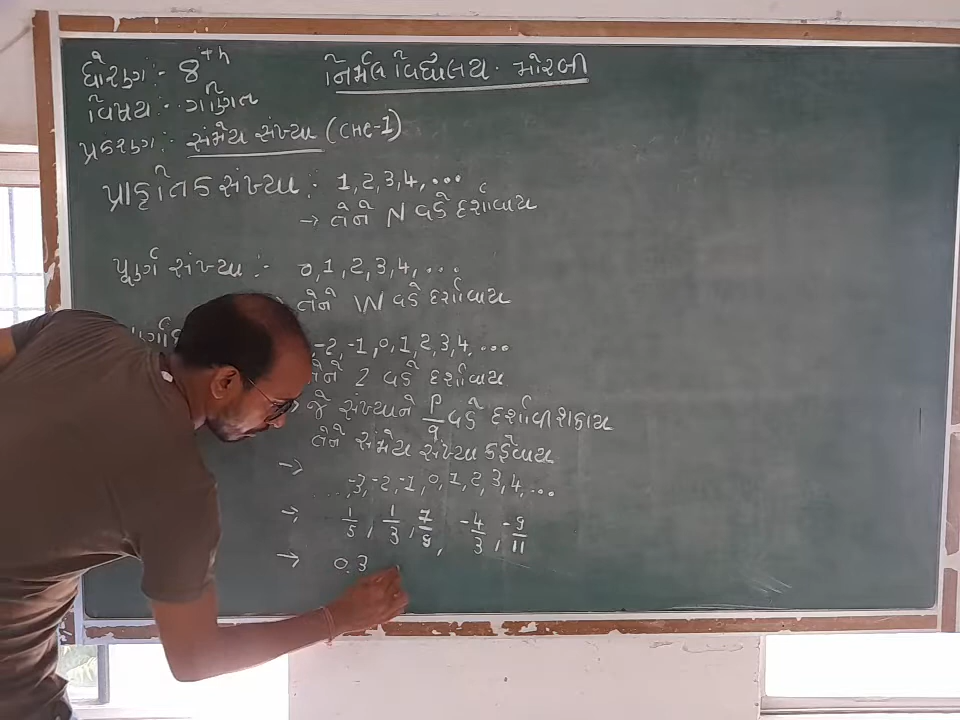 ધોરણ :- 8th
નિર્મલ વિદ્યાલય. મોરબી
વિષય :- ગણિત
પ્રકરણ :- સંમેય સંખ્યા (CHE-1)
પ્રાકૃતિક સંખ્યા :- 1, 2, 3, 4, ...
→ તેને N વડે દર્શાવાય
પૂર્ણ સંખ્યા :- 0, 1, 2, 3, 4, ...
તેને W વડે દર્શાવાય
-2, -1, 0, 1, 2, 3, 4, ...
તેને Z વડે દર્શાવાય
જે સંખ્યાને p/q વડે દર્શાવી શકાય
તેને સંમેય સંખ્યા કહેવાય
→ ..., -3, -2, -1, 0, 1, 2, 3, 4, ...
→ 1/5, 1/3, 7/9, -4/3, -9/11
→ 0.3